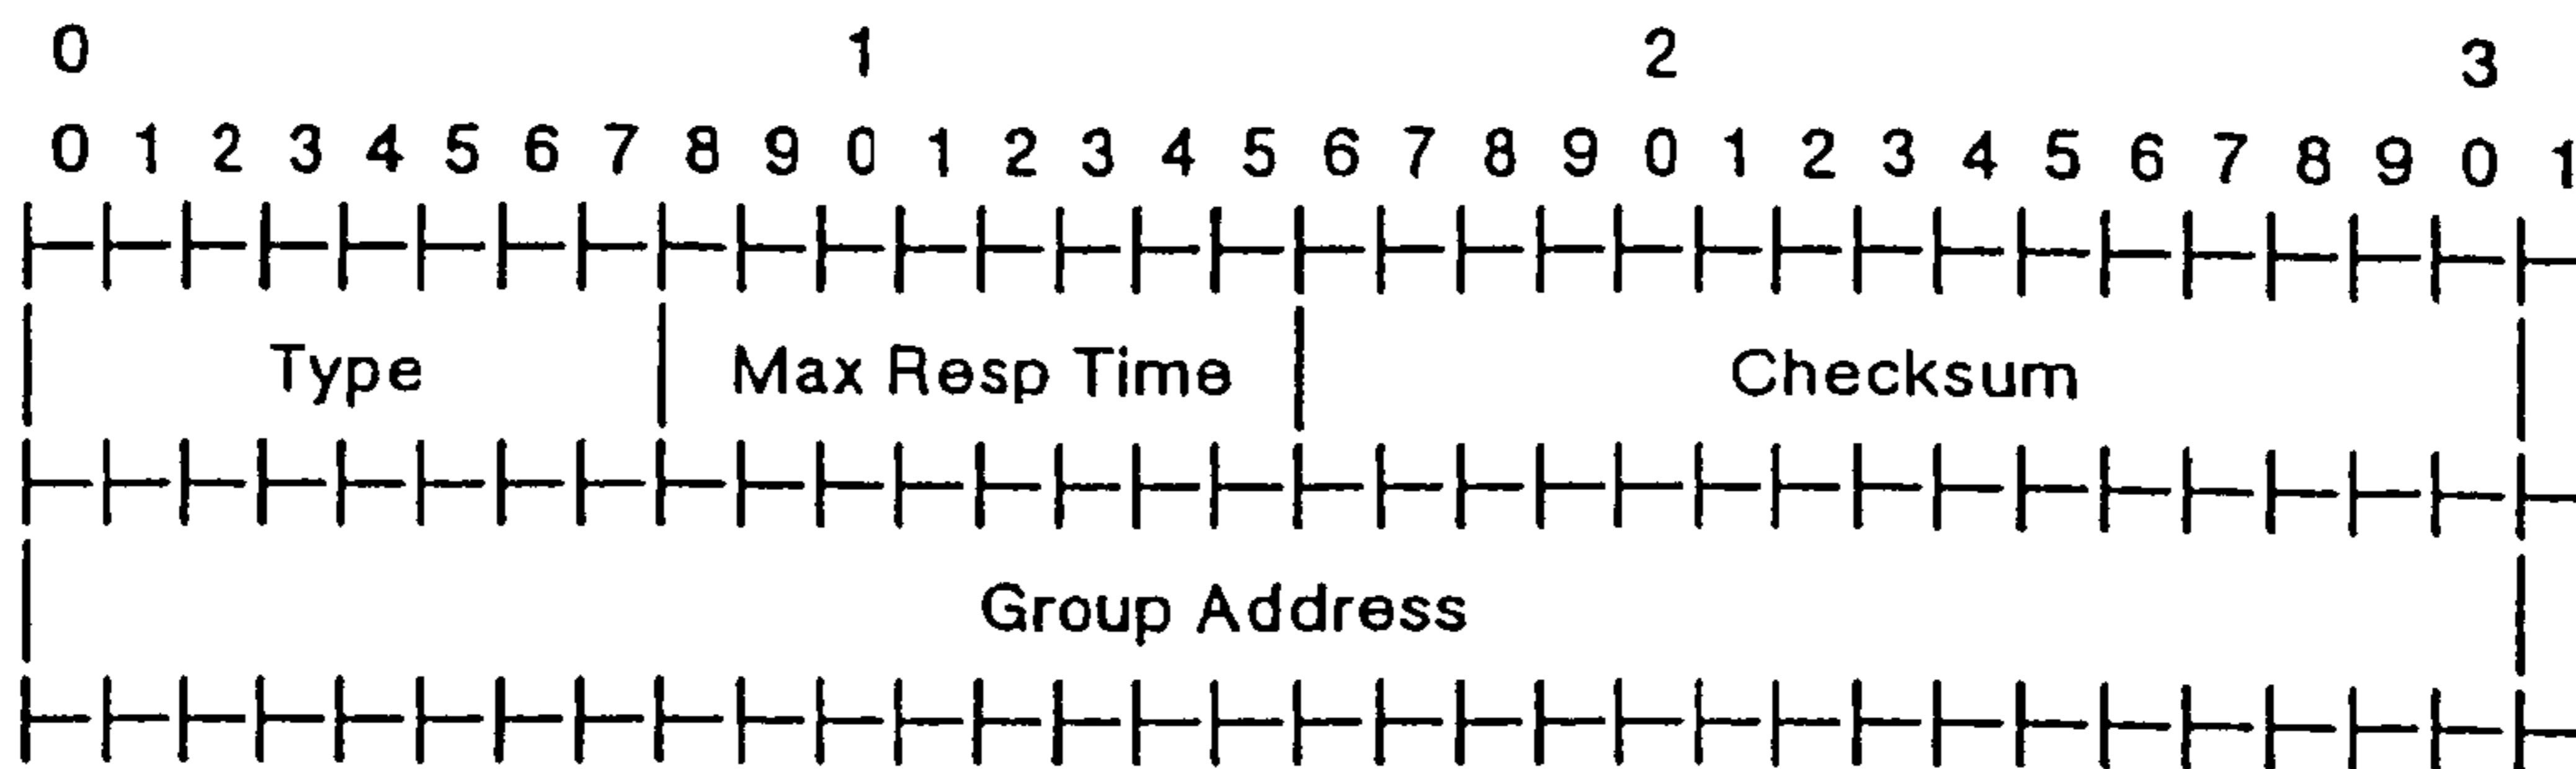 0 1 2 3
0 1 2 3 4 5 6 7 8 9 0 1 2 3 4 5 6 7 8 9 0 1 2 3 4 5 6 7 8 9 0 1
Type Max Resp Time Checksum
Group Address